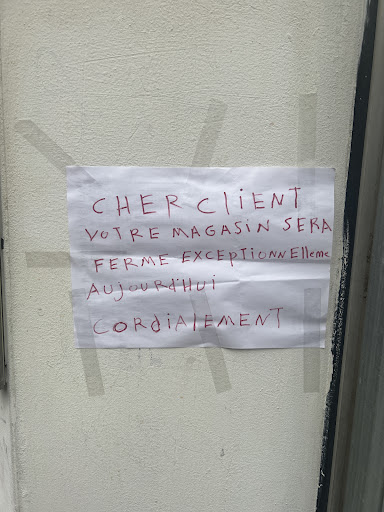 CHER CliENT
VOTRE MAGASIN SERA
FERME EXCEPTIONNElleme
AUjOURd'HUi
CORdiAlEMENT